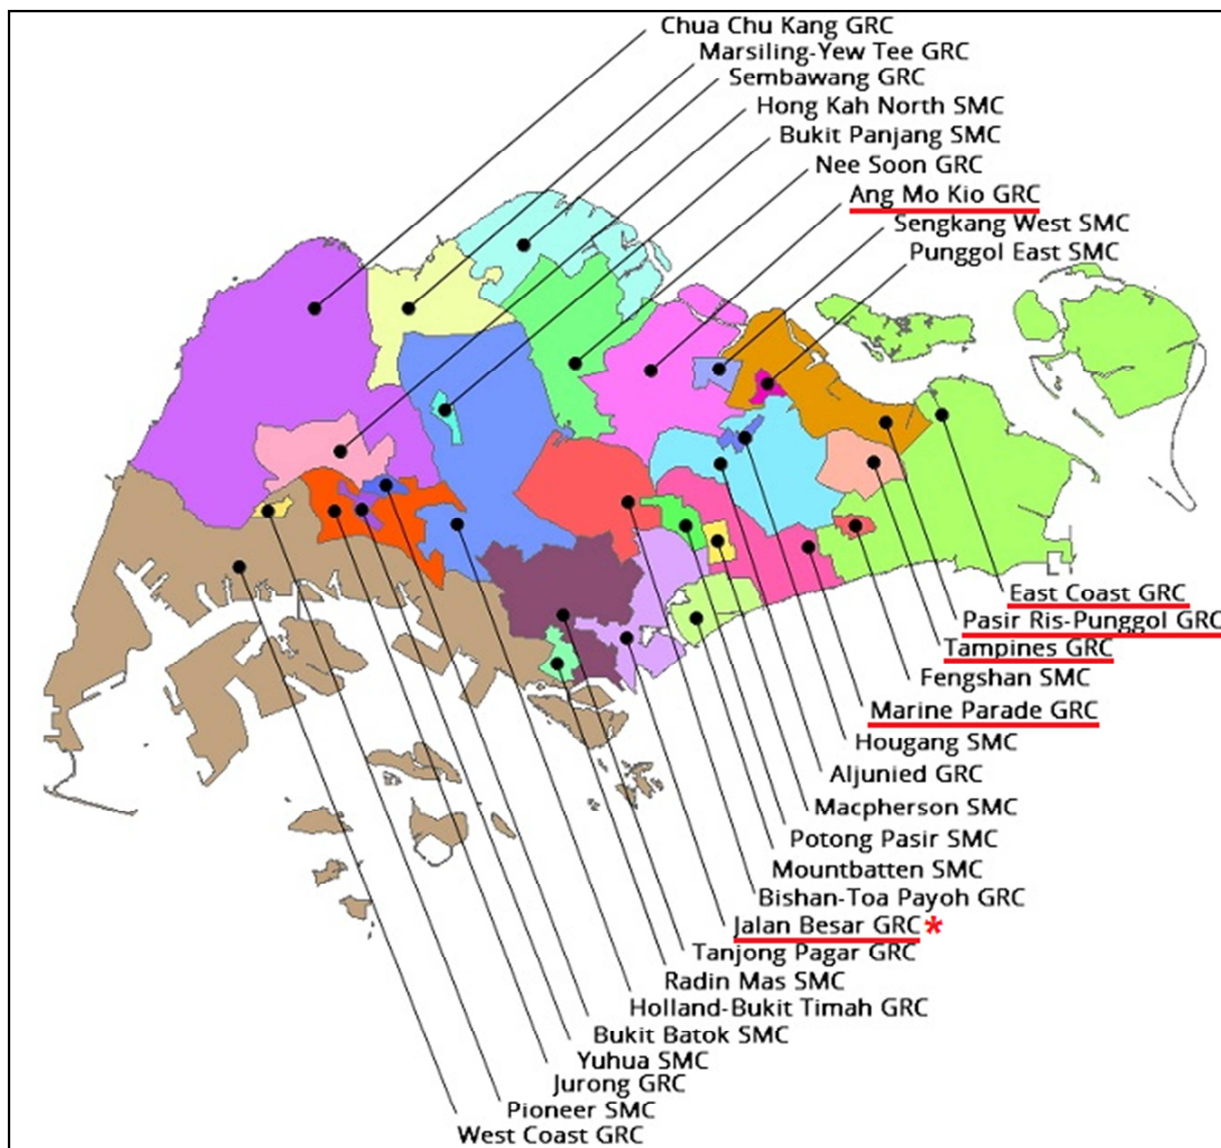 Chua Chu Kang GRC
Marsiling-Yew Tee GRC
Sembawang GRC
Hong Kah North SMC
Bukit Panjang SMC
Nee Soon GRC
Ang Mo Kio GRC
Sengkang West SMC
Punggol East SMC
East Coast GRC
Pasir Ris-Punggol GRC
Tampines GRC
Fengshan SMC
Marine Parade GRC
Hougang SMC
Aljunied GRC
Macpherson SMC
Potong Pasir SMC
Mountbatten SMC
Bishan-Toa Payoh GRC
Jalan Besar GRC *
Tanjong Pagar GRC
Radin Mas SMC
Holland-Bukit Timah GRC
Bukit Batok SMC
Yuhua SMC
Jurong GRC
Pioneer SMC
West Coast GRC